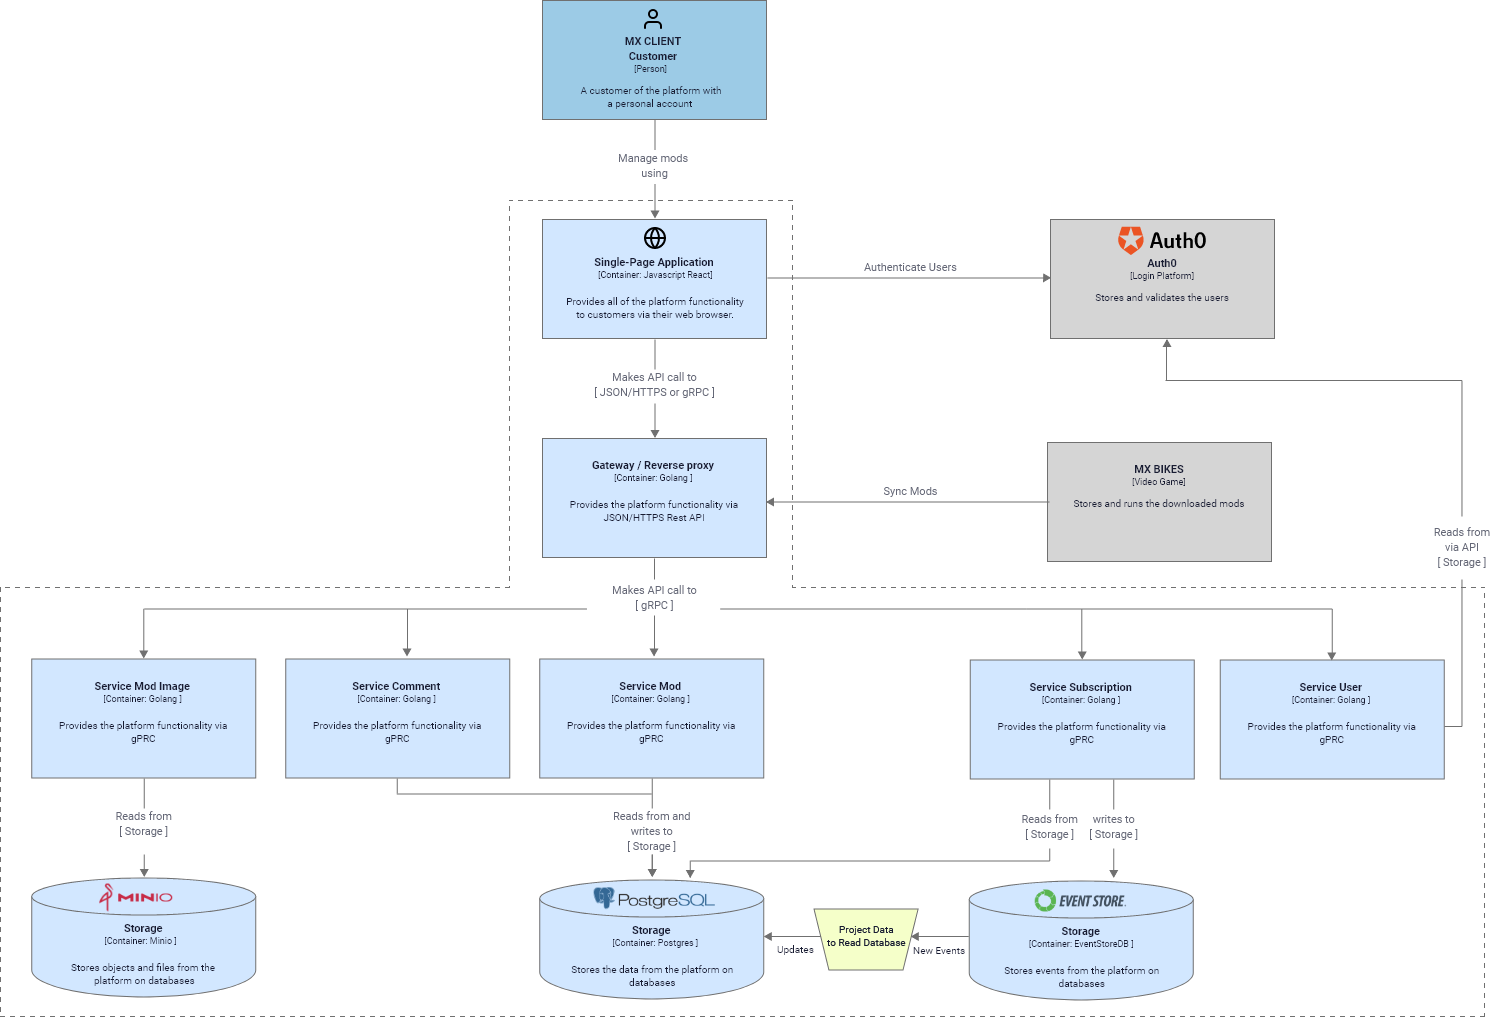 MX CLIENT
Customer
[Person]
A customer of the platform with
a personal account
Manage mods
using
Single-Page Application
[Container: Javascript React]
Provides all of the platform functionality
to customers via their web browser.
Authenticate Users
Auth0
Auth0
[Login Platform]
Stores and validates the users
Makes API call to
[ JSON/HTTPS or gRPC ]
Gateway / Reverse proxy
[Container: Golang ]
Provides the platform functionality via
JSON/HTTPS Rest API
Sync Mods
MX BIKES
[Video Game]
Stores and runs the downloaded mods
Reads from
via API
[ Storage ]
Makes API call to
[ gRPC ]
Service Mod Image
[Container: Golang ]
Provides the platform functionality via
gPRC
Service Comment
[Container: Golang ]
Provides the platform functionality via
gPRC
Service Mod
[Container: Golang ]
Provides the platform functionality via
gPRC
Service Subscription
[Container: Golang ]
Provides the platform functionality via
gPRC
Service User
[Container: Golang ]
Provides the platform functionality via
gPRC
Reads from
[ Storage ]
Reads from and
writes to
[ Storage ]
Reads from
[ Storage ]
writes to
[ Storage ]
MINIO
Storage
[Container: Minio ]
Stores objects and files from the
platform on databases
PostgreSQL
Storage
[Container: Postgres ]
Stores the data from the platform on
databases
Updates
Project Data
to Read Database
New Events
EVENT STORE.
Storage
[Container: EventStoreDB ]
Stores events from the platform on
databases